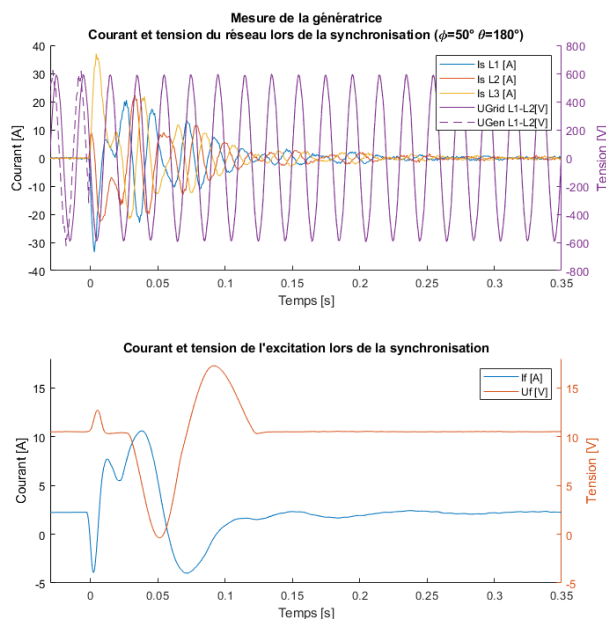 Mesure de la génératrice
Courant et tension du réseau lors de la synchronisation (ϕ=50° θ=180°)
40
30
20
10
0
-10
-20
-30
-40
Courant [A]
800
600
400
200
0
-200
-400
-600
-800
Tension [V]
Is L1 [A]
Is L2 [A]
Is L3 [A]
UGrid L1-L2[V]
UGen L1-L2[V]
0 0.05 0.1 0.15 0.2 0.25 0.3 0.35
Temps [s]
Courant et tension de l'excitation lors de la synchronisation
15
10
5
0
-5
Courant [A]
15
10
5
0
-5
Tension [V]
If [A]
Uf [V]
0 0.05 0.1 0.15 0.2 0.25 0.3 0.35
Temps [s]